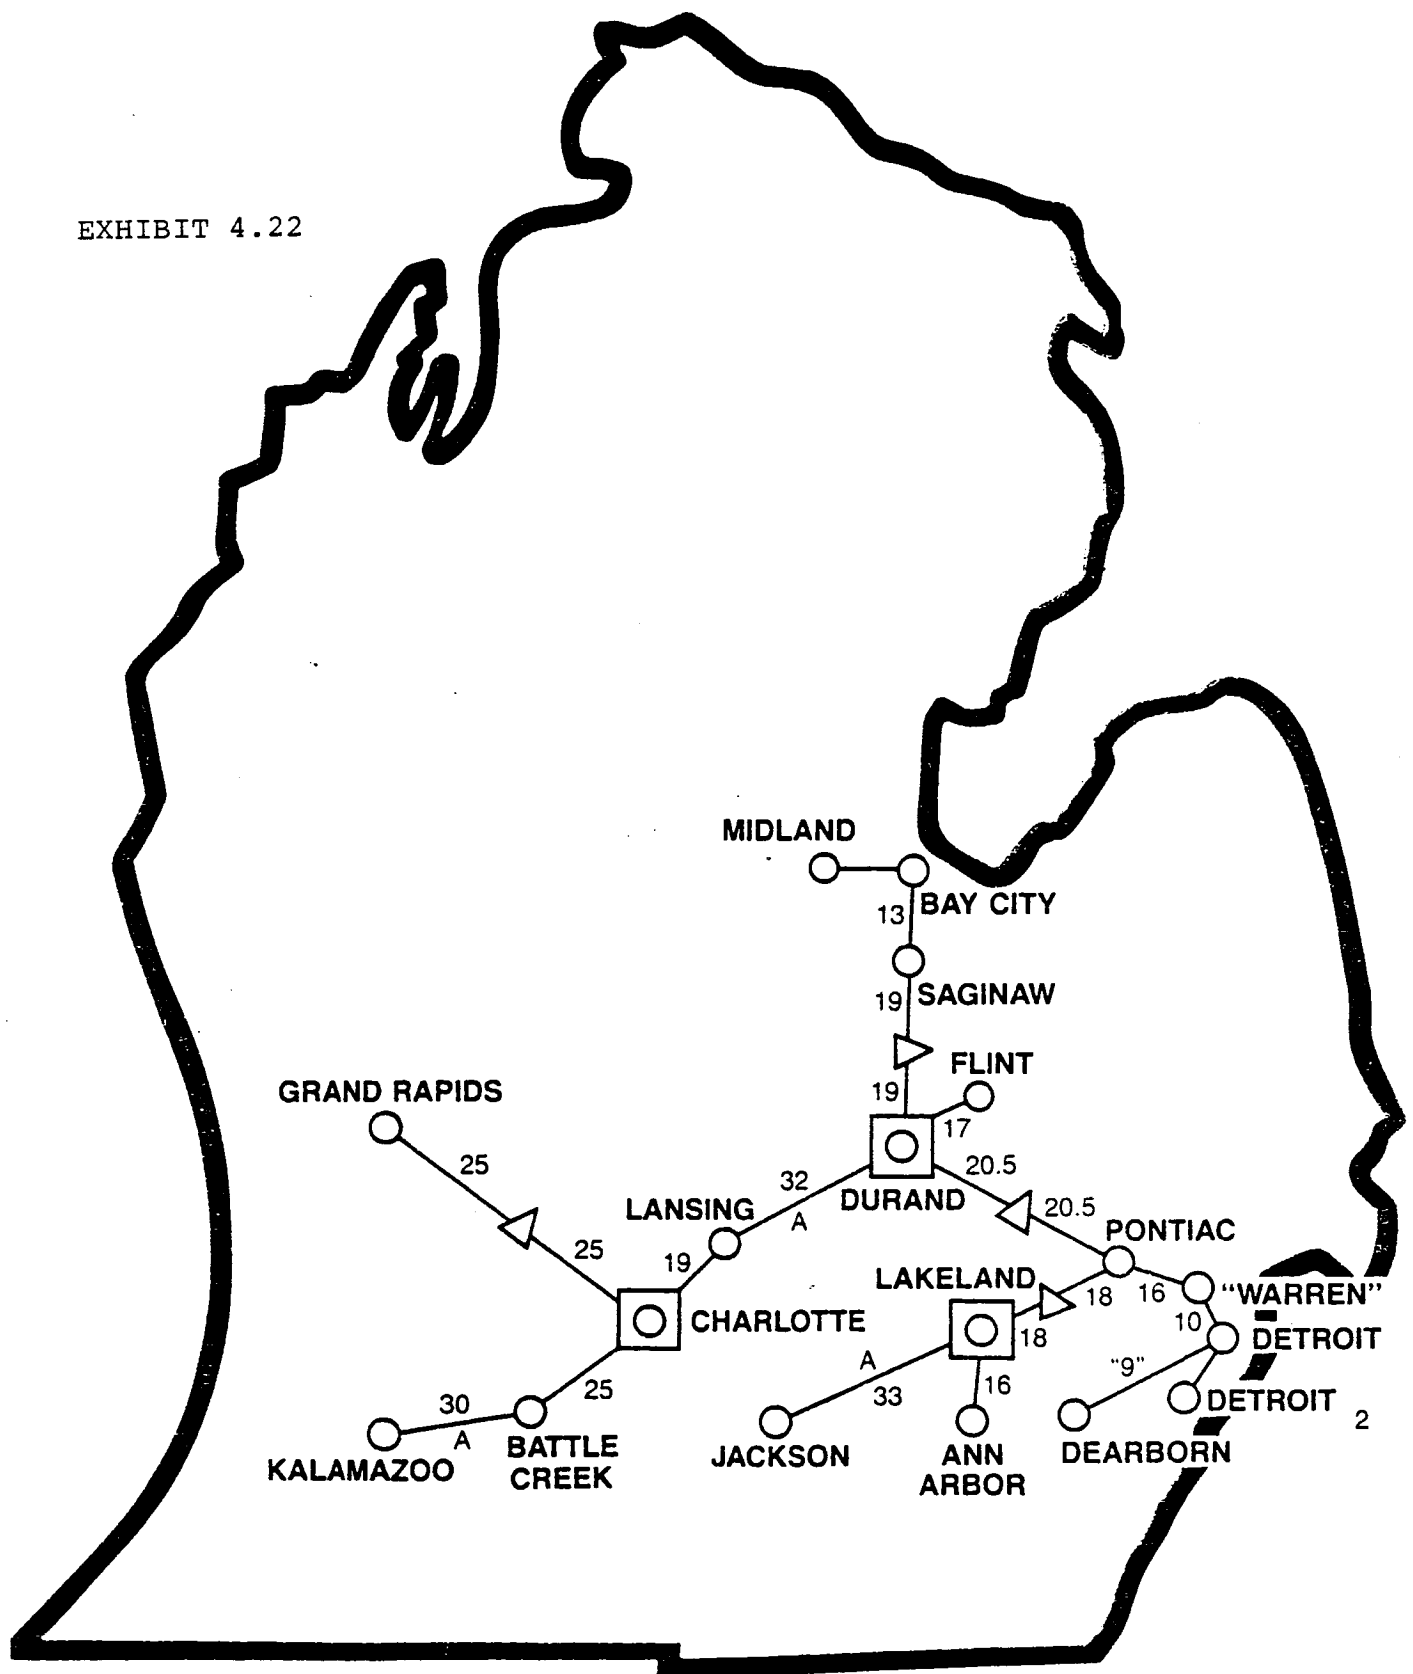 EXHIBIT 4.22
MIDLAND
BAY CITY
13
SAGINAW
19
FLINT
19
17
GRAND RAPIDS
25
20.5
32
DURAND
A
20.5
LANSING
PONTIAC
25
19
LAKELAND
18
16
"WARREN"
CHARLOTTE
18
10
DETROIT
A
"9"
33
16
25
30
A
DETROIT 2
KALAMAZOO
BATTLE
CREEK
JACKSON
ANN
ARBOR
DEARBORN